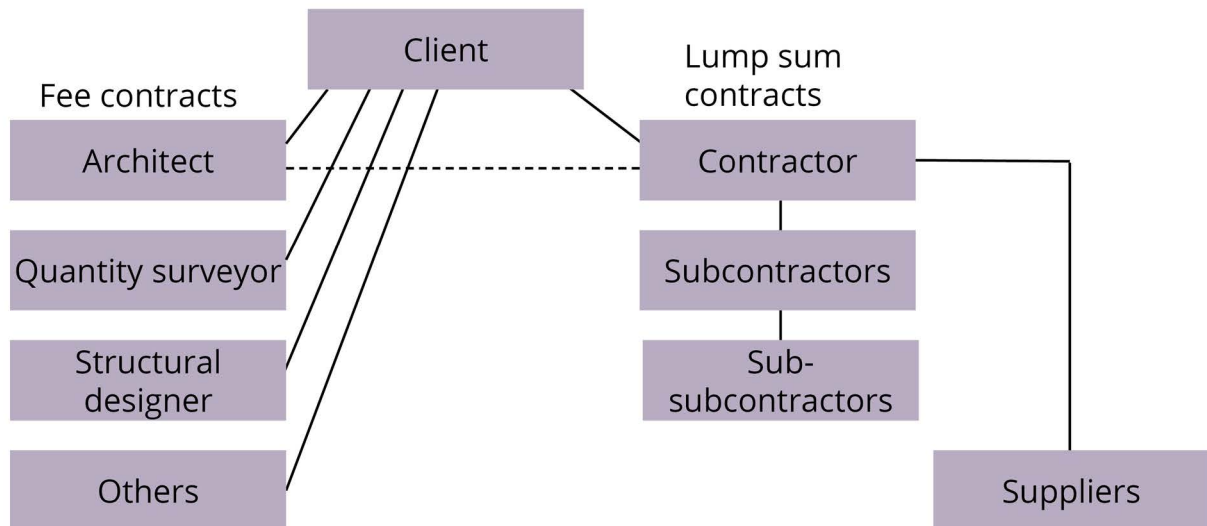 Client
Lump sum
contracts
Fee contracts
Architect
Contractor
Quantity surveyor
Subcontractors
Structural
designer
Sub-
subcontractors
Others
Suppliers